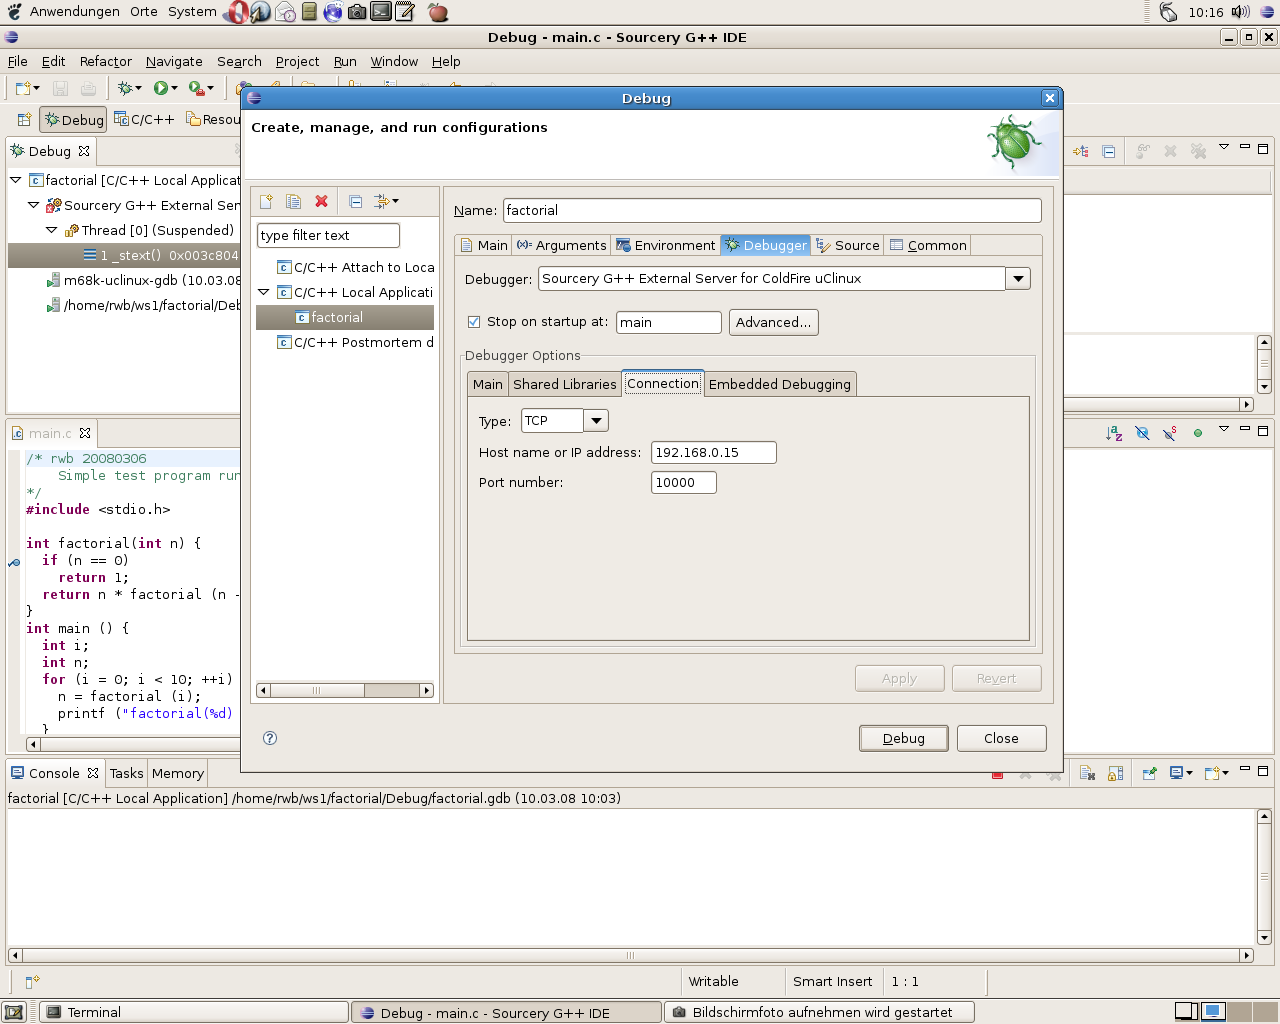 Anwendungen Orte System 10:16
Debug - main.c - Sourcery G++ IDE
File Edit Refactor Navigate Search Project Run Window Help
Debug C/C++ Resou
Debug
factorial [C/C++ Local Applicat
Sourcery G++ External Ser
Thread [0] (Suspended)
1 _stext() 0x003c804
m68k-uclinux-gdb (10.03.08
/home/rwb/ws1/factorial/Deb
main.c
/* rwb 20080306
Simple test program run
*/
#include <stdio.h>
int factorial(int n) {
if (n == 0)
return 1;
return n * factorial (n -
}
int main () {
int i;
int n;
for (i = 0; i < 10; ++i)
n = factorial (i);
printf ("factorial(%d)
}
Debug
Create, manage, and run configurations
type filter text
C/C++ Attach to Loca
C/C++ Local Applicati
factorial
C/C++ Postmortem d
Name: factorial
Main Arguments Environment Debugger Source Common
Debugger: Sourcery G++ External Server for ColdFire uClinux
Stop on startup at: main Advanced...
Debugger Options
Main Shared Libraries Connection Embedded Debugging
Type: TCP
Host name or IP address: 192.168.0.15
Port number: 10000
Apply Revert
Debug Close
Console Tasks Memory
factorial [C/C++ Local Application] /home/rwb/ws1/factorial/Debug/factorial.gdb (10.03.08 10:03)
Writable Smart Insert 1 : 1
Terminal Debug - main.c - Sourcery G++ IDE Bildschirmfoto aufnehmen wird gestartet